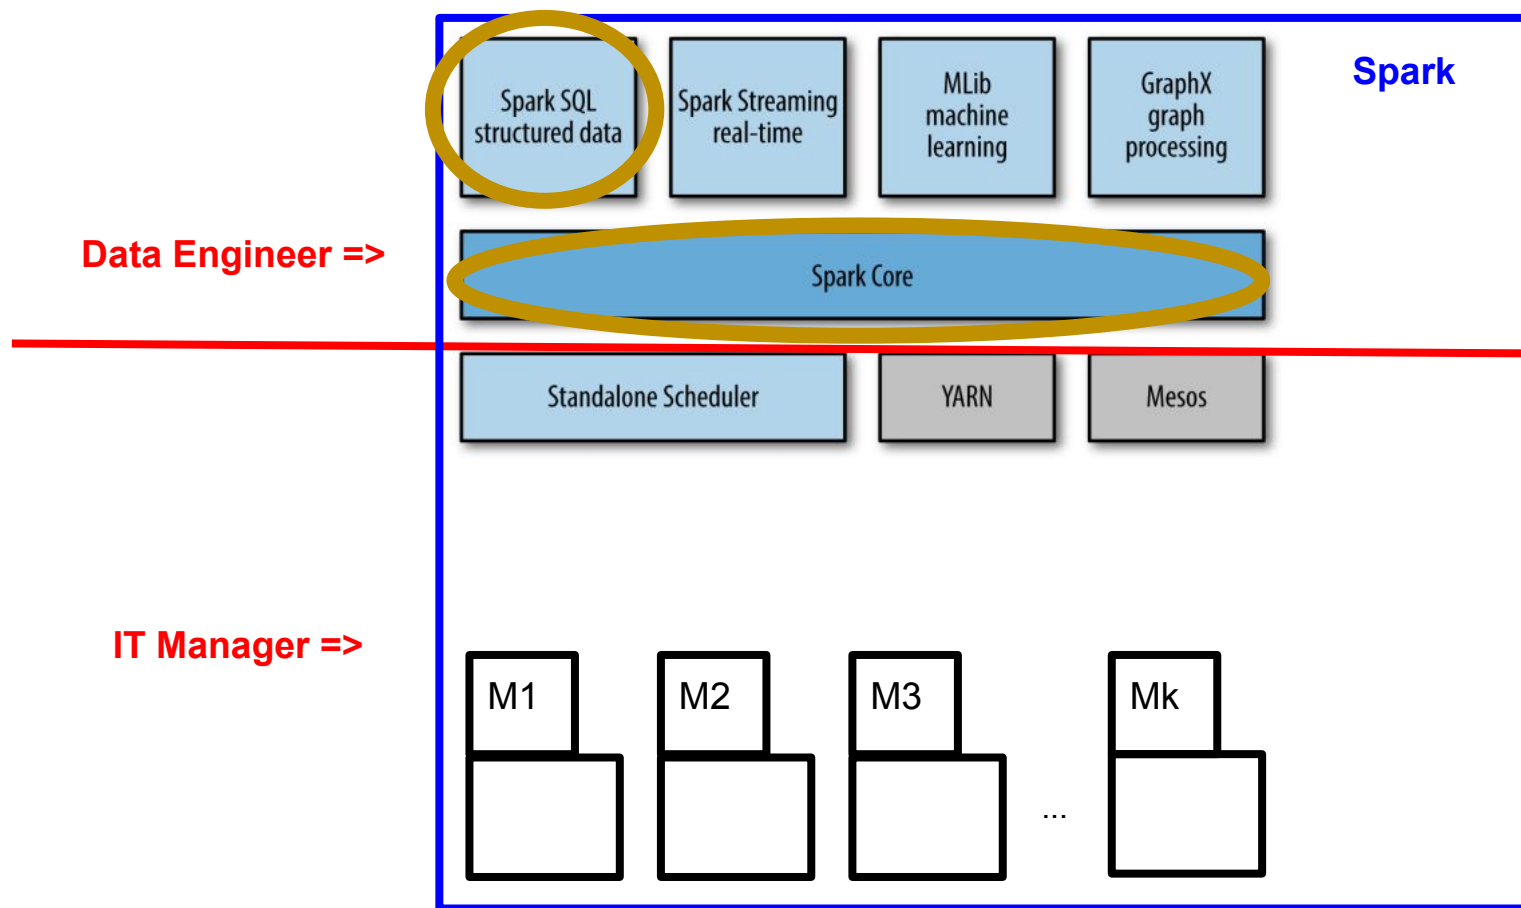 Spark
Spark SQL
structured data
Spark Streaming
real-time
MLib
machine
learning
GraphX
graph
processing
Data Engineer =>
Spark Core
Standalone Scheduler
YARN
Mesos
IT Manager =>
M1
M2
M3
...
Mk